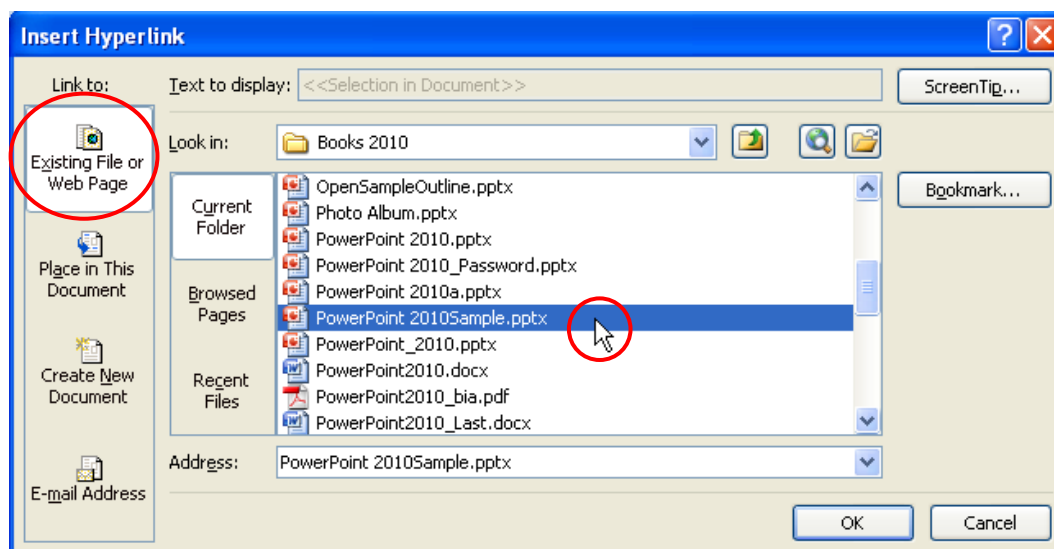 Insert Hyperlink
Link to:
Text to display: <<Selection in Document>>
ScreenTip...
Existing File or
Web Page
Look in: Books 2010
Place in This
Document
Create New
Document
E-mail Address
Current
Folder
Browsed
Pages
Recent
Files
OpenSampleOutline.pptx
Photo Album.pptx
PowerPoint 2010.pptx
PowerPoint 2010_Password.pptx
PowerPoint 2010a.pptx
PowerPoint 2010Sample.pptx
PowerPoint_2010.pptx
PowerPoint2010.docx
PowerPoint2010_bia.pdf
PowerPoint2010_Last.docx
Bookmark...
Address: PowerPoint 2010Sample.pptx
OK Cancel